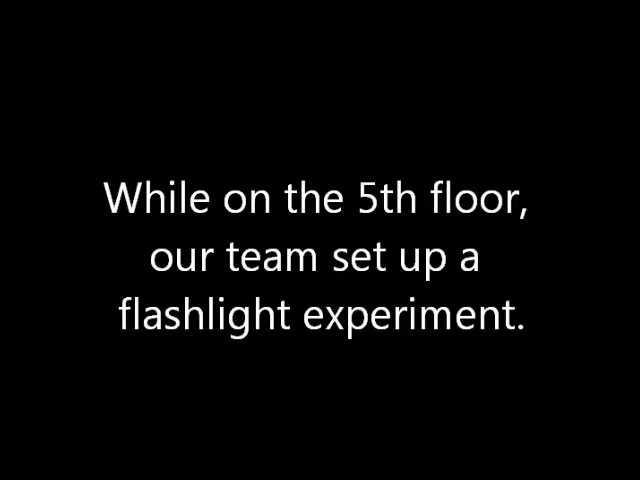 While on the 5th floor,
our team set up a
flashlight experiment.